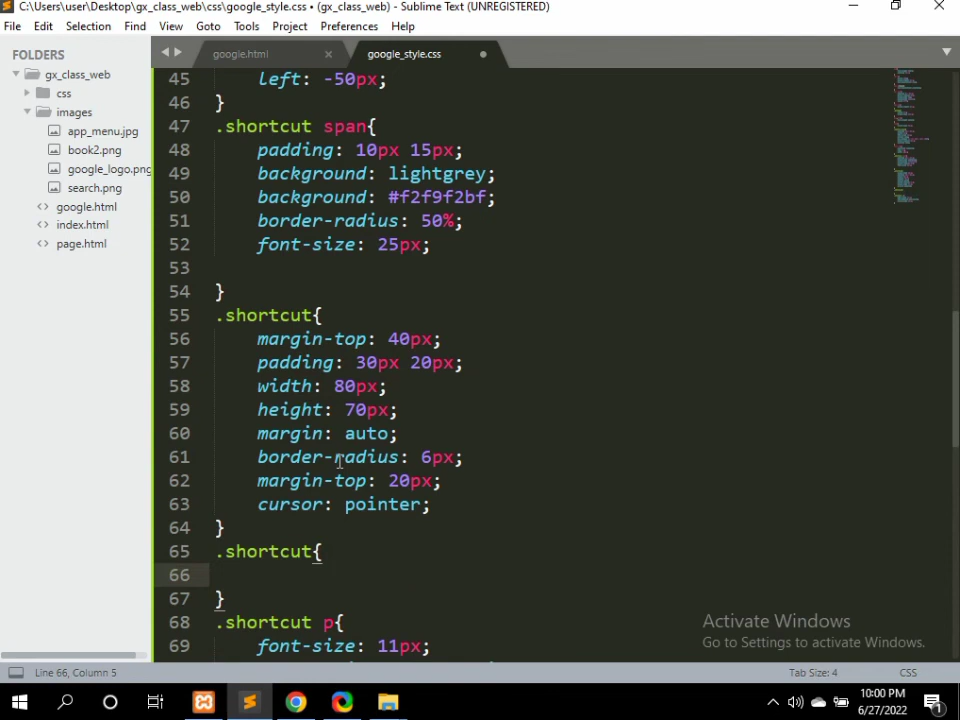 C:\Users\user\Desktop\gx_class_web\css\google_style.css • (gx_class_web) - Sublime Text (UNREGISTERED)
File Edit Selection Find View Goto Tools Project Preferences Help
FOLDERS
gx_class_web
css
images
app_menu.jpg
book2.png
google_logo.png
search.png
google.html
index.html
page.html
google.html
google_style.css
45 left: -50px;
46 }
47 .shortcut span{
48 padding: 10px 15px;
49 background: lightgrey;
50 background: #f2f9f2bf;
51 border-radius: 50%;
52 font-size: 25px;
53
54 }
55 .shortcut{
56 margin-top: 40px;
57 padding: 30px 20px;
58 width: 80px;
59 height: 70px;
60 margin: auto;
61 border-radius: 6px;
62 margin-top: 20px;
63 cursor: pointer;
64 }
65 .shortcut{
66
67 }
68 .shortcut p{
69 font-size: 11px;
Activate Windows
Go to Settings to activate Windows.
Line 66, Column 5
Tab Size: 4
CSS
10:00 PM
6/27/2022
1